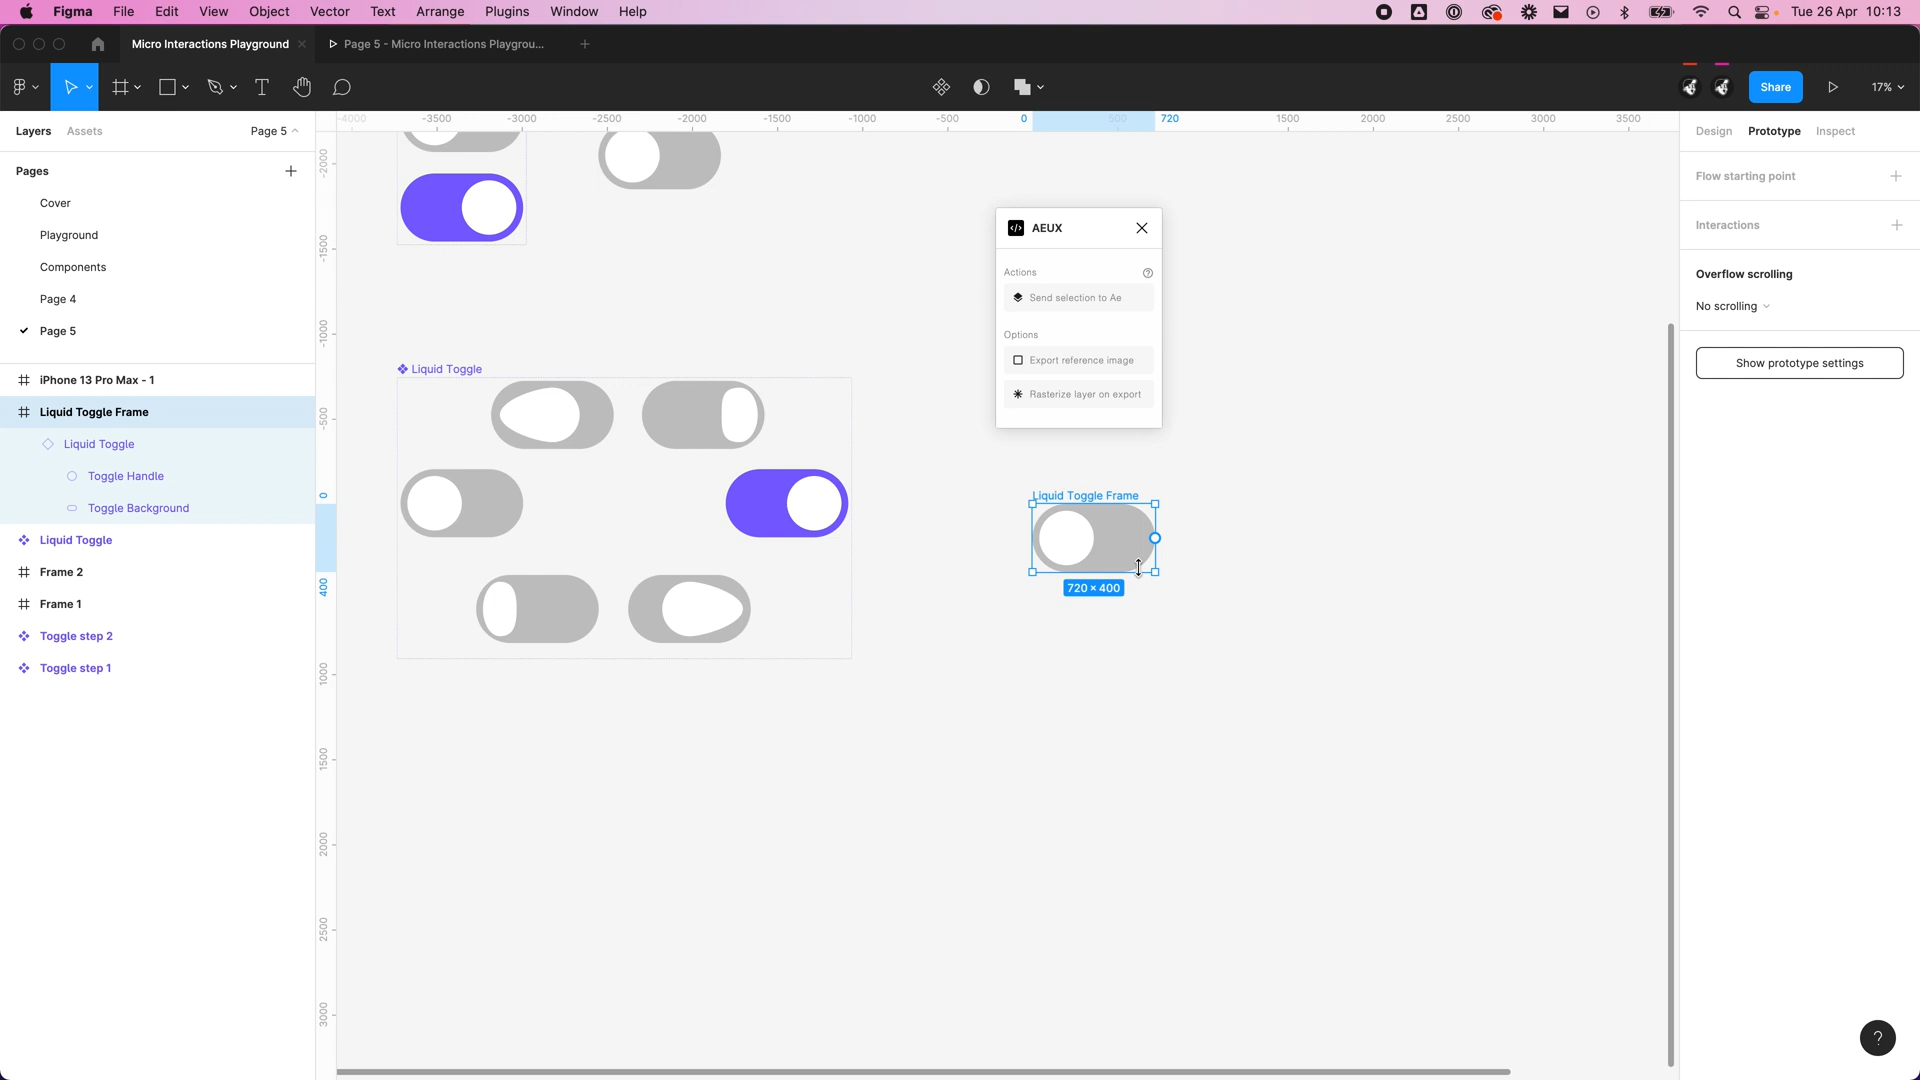 Figma File Edit View Object Vector Text Arrange Plugins Window Help Tue 26 Apr 10:13
Micro Interactions Playground Page 5 - Micro Interactions Playgrou...
Share 17%
Layers Assets Page 5
-4000 -3500 -3000 -2500 -2000 -1500 -1000 -500 0 500 720 1500 2000 2500 3000 3500
Design Prototype Inspect
Pages
Cover
Playground
Components
Page 4
Page 5
iPhone 13 Pro Max - 1
Liquid Toggle Frame
Liquid Toggle
Toggle Handle
Toggle Background
Liquid Toggle
Frame 2
Frame 1
Toggle step 2
Toggle step 1
-2000
-1500
-1000
-500
0
400
1000
1500
2000
2500
3000
Liquid Toggle
AEUX
Actions
Send selection to Ae
Options
Export reference image
Rasterize layer on export
Liquid Toggle Frame
720 × 400
Flow starting point
Interactions
Overflow scrolling
No scrolling
Show prototype settings
?